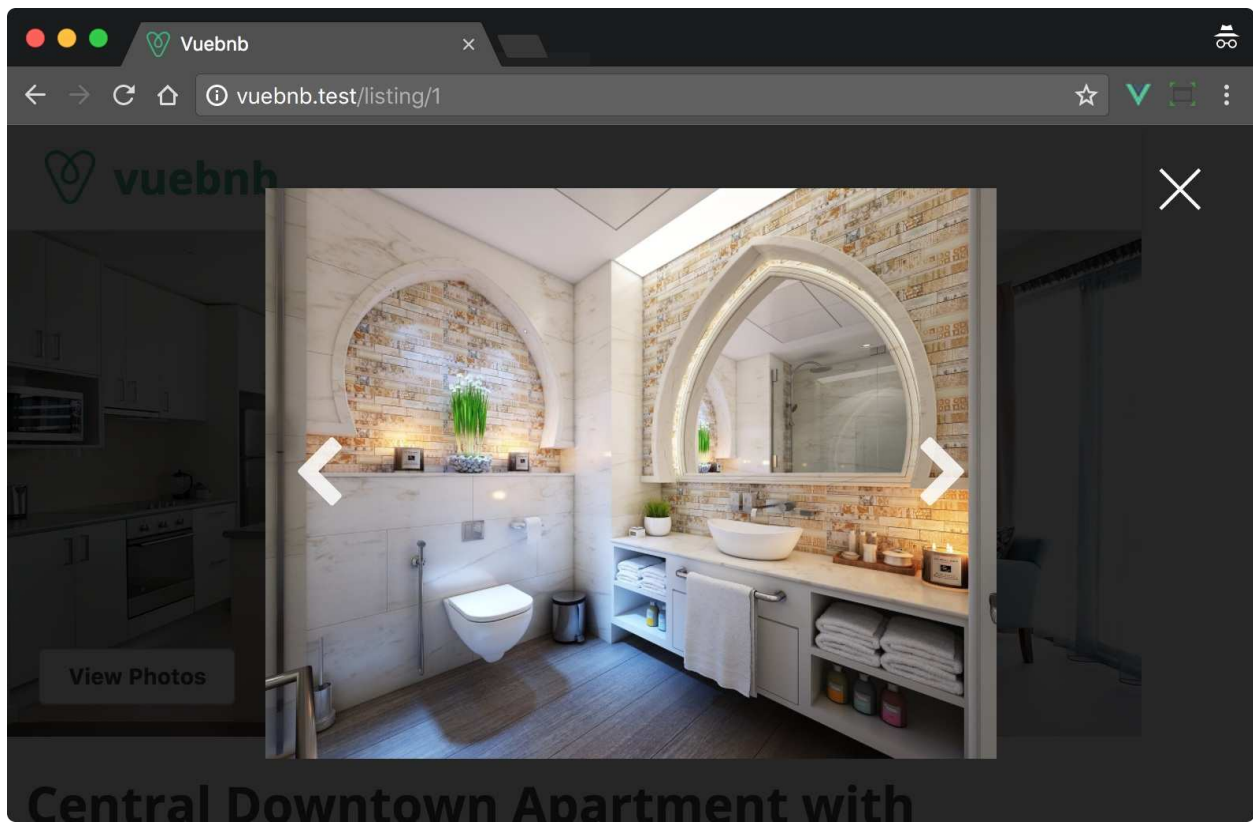 Vuebnb
vuebnb.test/listing/1
vuebnb
View Photos
Central Downtown Apartment with